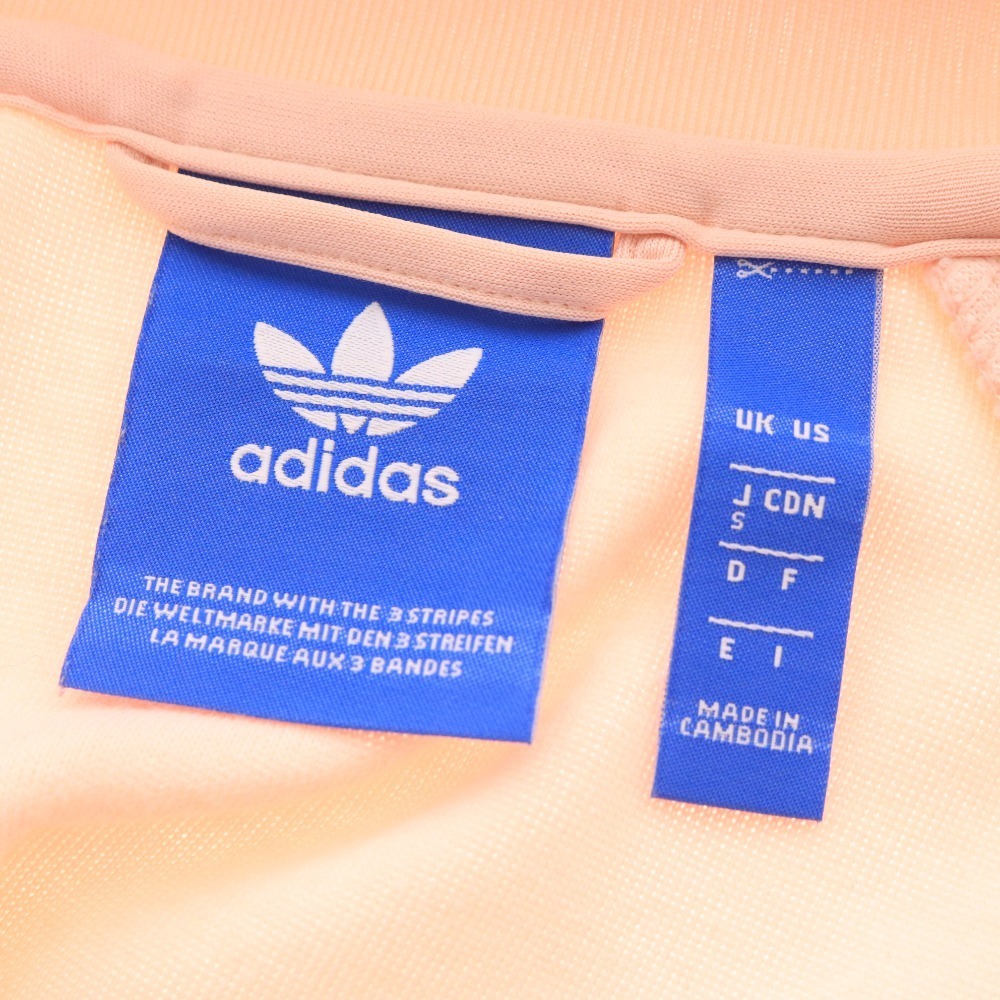 adidas
THE BRAND WITH THE 3 STRIPES
DIE WELTMARKE MIT DEN 3 STREIFEN
LA MARQUE AUX 3 BANDES
UK US
J CDN
S
D F
E I
MADE IN
CAMBODIA